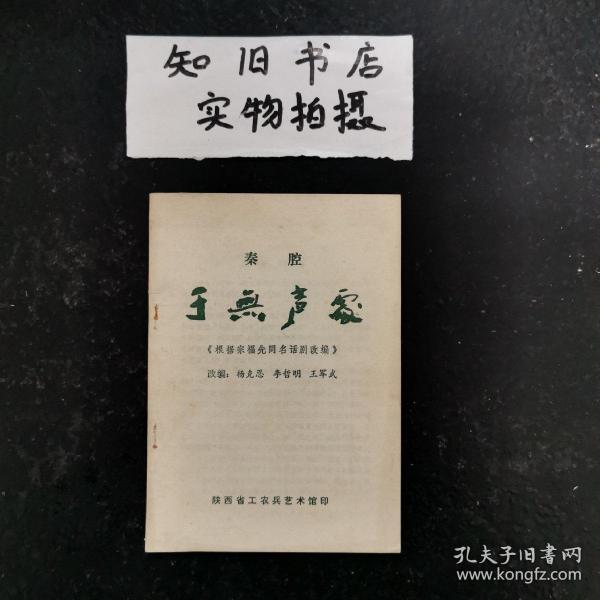 知旧书店
实物拍摄
秦腔
于無声處
《根据宗福先同名话剧改编》
改编：杨克忍 李哲明 王军武
陕西省工农兵艺术馆印
孔夫子旧书网
www.kongfz.com